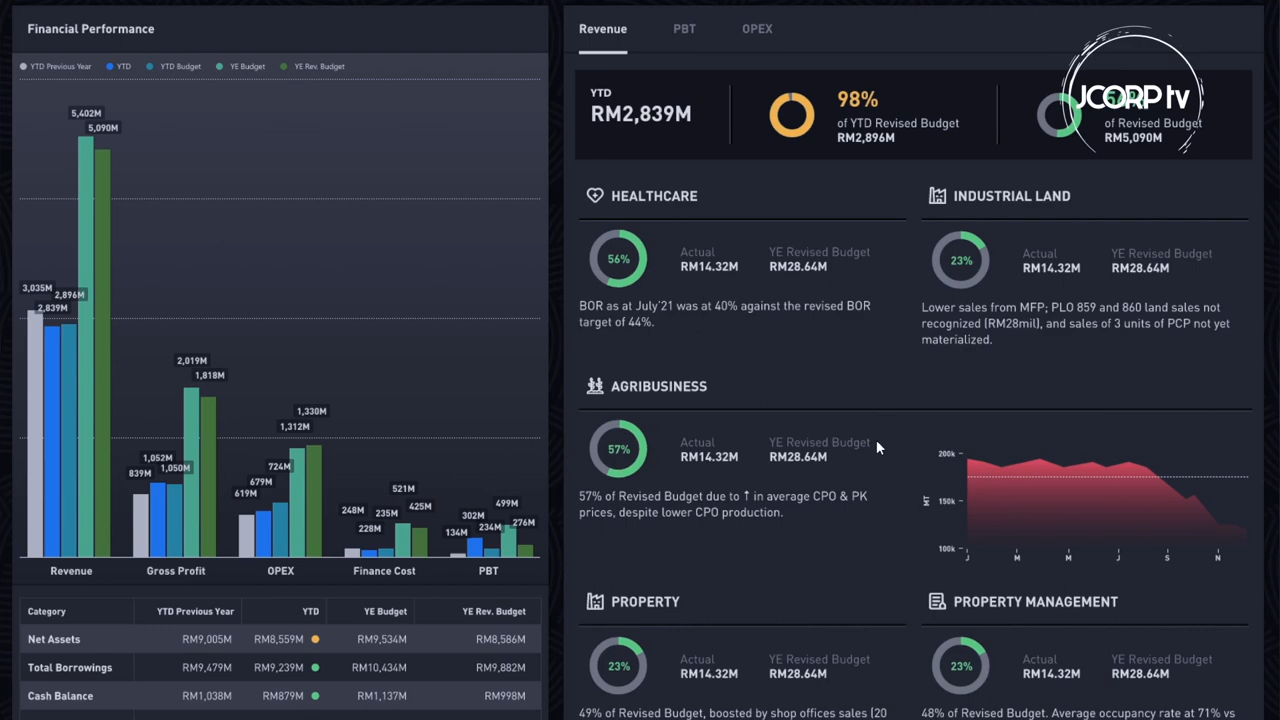 Financial Performance
YTD Previous Year YTD YTD Budget YE Budget YE Rev. Budget
5,402M
5,090M
3,035M
2,896M
2,839M
2,019M
1,818M
1,052M
1,050M
839M
1,330M
1,312M
724M
679M
619M
521M
248M
235M
425M
228M
499M
302M
276M
234M
134M
Revenue Gross Profit OPEX Finance Cost PBT
Category YTD Previous Year YTD YE Budget YE Rev. Budget
Net Assets RM9,005M RM8,559M RM9,534M RM8,586M
Total Borrowings RM9,479M RM9,239M RM10,434M RM9,882M
Cash Balance RM1,038M RM879M RM1,137M RM998M
Revenue PBT OPEX
JCORP tv
YTD
RM2,839M
98%
of YTD Revised Budget
RM2,896M
of Revised Budget
RM5,090M
HEALTHCARE
56%
Actual YE Revised Budget
RM14.32M RM28.64M
BOR as at July'21 was at 40% against the revised BOR
target of 44%.
INDUSTRIAL LAND
23%
Actual YE Revised Budget
RM14.32M RM28.64M
Lower sales from MFP; PLO 859 and 860 land sales not
recognized (RM28mil), and sales of 3 units of PCP not yet
materialized.
AGRIBUSINESS
57%
Actual YE Revised Budget
RM14.32M RM28.64M
57% of Revised Budget due to ↑ in average CPO & PK
prices, despite lower CPO production.
200k
150k
100k
MT
J M M J S N
PROPERTY
23%
Actual YE Revised Budget
RM14.32M RM28.64M
49% of Revised Budget, boosted by shop offices sales (20
PROPERTY MANAGEMENT
23%
Actual YE Revised Budget
RM14.32M RM28.64M
48% of Revised Budget. Average occupancy rate at 71% vs